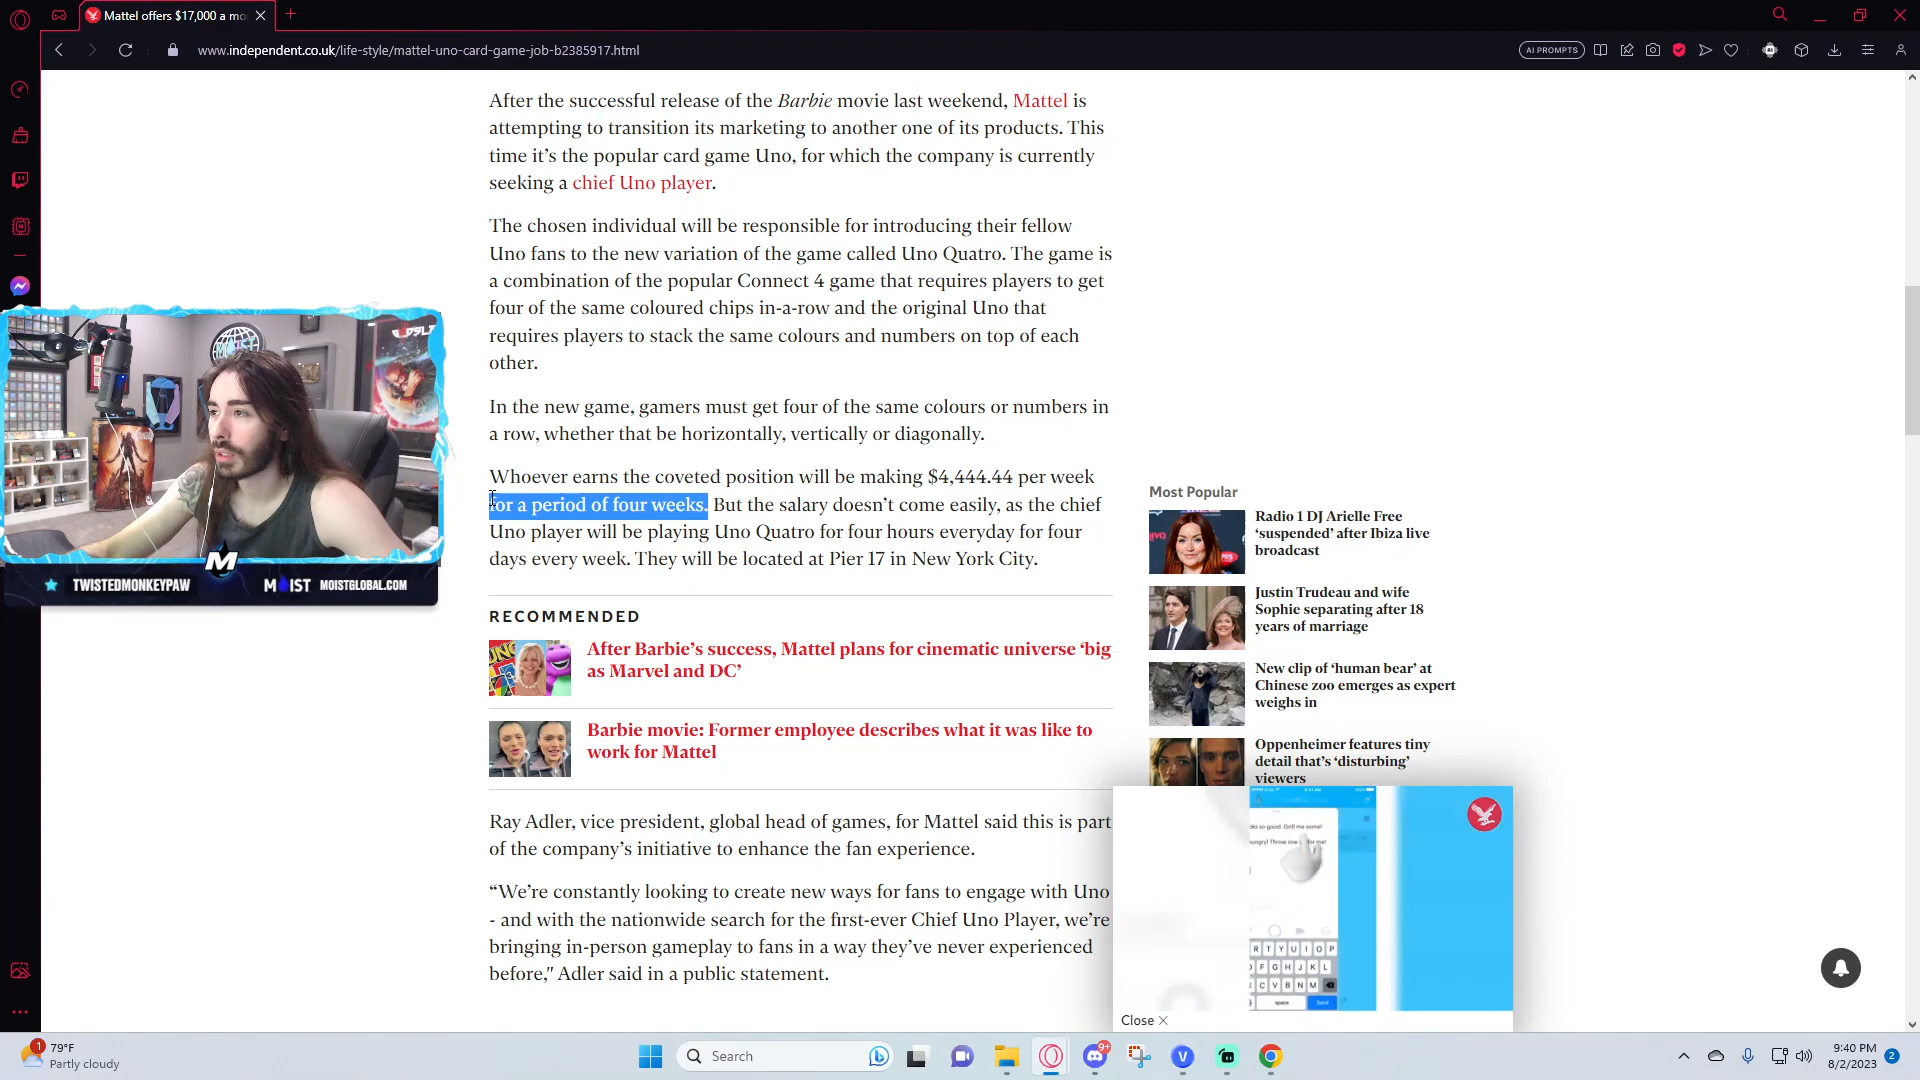 Mattel offers $17,000 a mo
www.independent.co.uk/life-style/mattel-uno-card-game-job-b2385917.html
AI PROMPTS
After the successful release of the Barbie movie last weekend, Mattel is
attempting to transition its marketing to another one of its products. This
time it’s the popular card game Uno, for which the company is currently
seeking a chief Uno player.
The chosen individual will be responsible for introducing their fellow
Uno fans to the new variation of the game called Uno Quatro. The game is
a combination of the popular Connect 4 game that requires players to get
four of the same coloured chips in-a-row and the original Uno that
requires players to stack the same colours and numbers on top of each
other.
In the new game, gamers must get four of the same colours or numbers in
a row, whether that be horizontally, vertically or diagonally.
Whoever earns the coveted position will be making $4,444.44 per week
for a period of four weeks. But the salary doesn’t come easily, as the chief
Uno player will be playing Uno Quatro for four hours everyday for four
days every week. They will be located at Pier 17 in New York City.
RECOMMENDED
After Barbie’s success, Mattel plans for cinematic universe ‘big
as Marvel and DC’
Barbie movie: Former employee describes what it was like to
work for Mattel
Ray Adler, vice president, global head of games, for Mattel said this is part
of the company’s initiative to enhance the fan experience.
“We’re constantly looking to create new ways for fans to engage with Uno
- and with the nationwide search for the first-ever Chief Uno Player, we’re
bringing in-person gameplay to fans in a way they’ve never experienced
before," Adler said in a public statement.
MOIST
M
TWISTEDMONKEYPAW
MOIST MOISTGLOBAL.COM
Most Popular
Radio 1 DJ Arielle Free
‘suspended’ after Ibiza live
broadcast
Justin Trudeau and wife
Sophie separating after 18
years of marriage
New clip of ‘human bear’ at
Chinese zoo emerges as expert
weighs in
Oppenheimer features tiny
detail that’s ‘disturbing’
viewers
so good. Grill me some!
hungry! Throw one
R T Y U I O P
F G H J K L
C V B N M
space
Send
Close
1
79°F
Partly cloudy
Search
9+
V
9:40 PM
8/2/2023
2